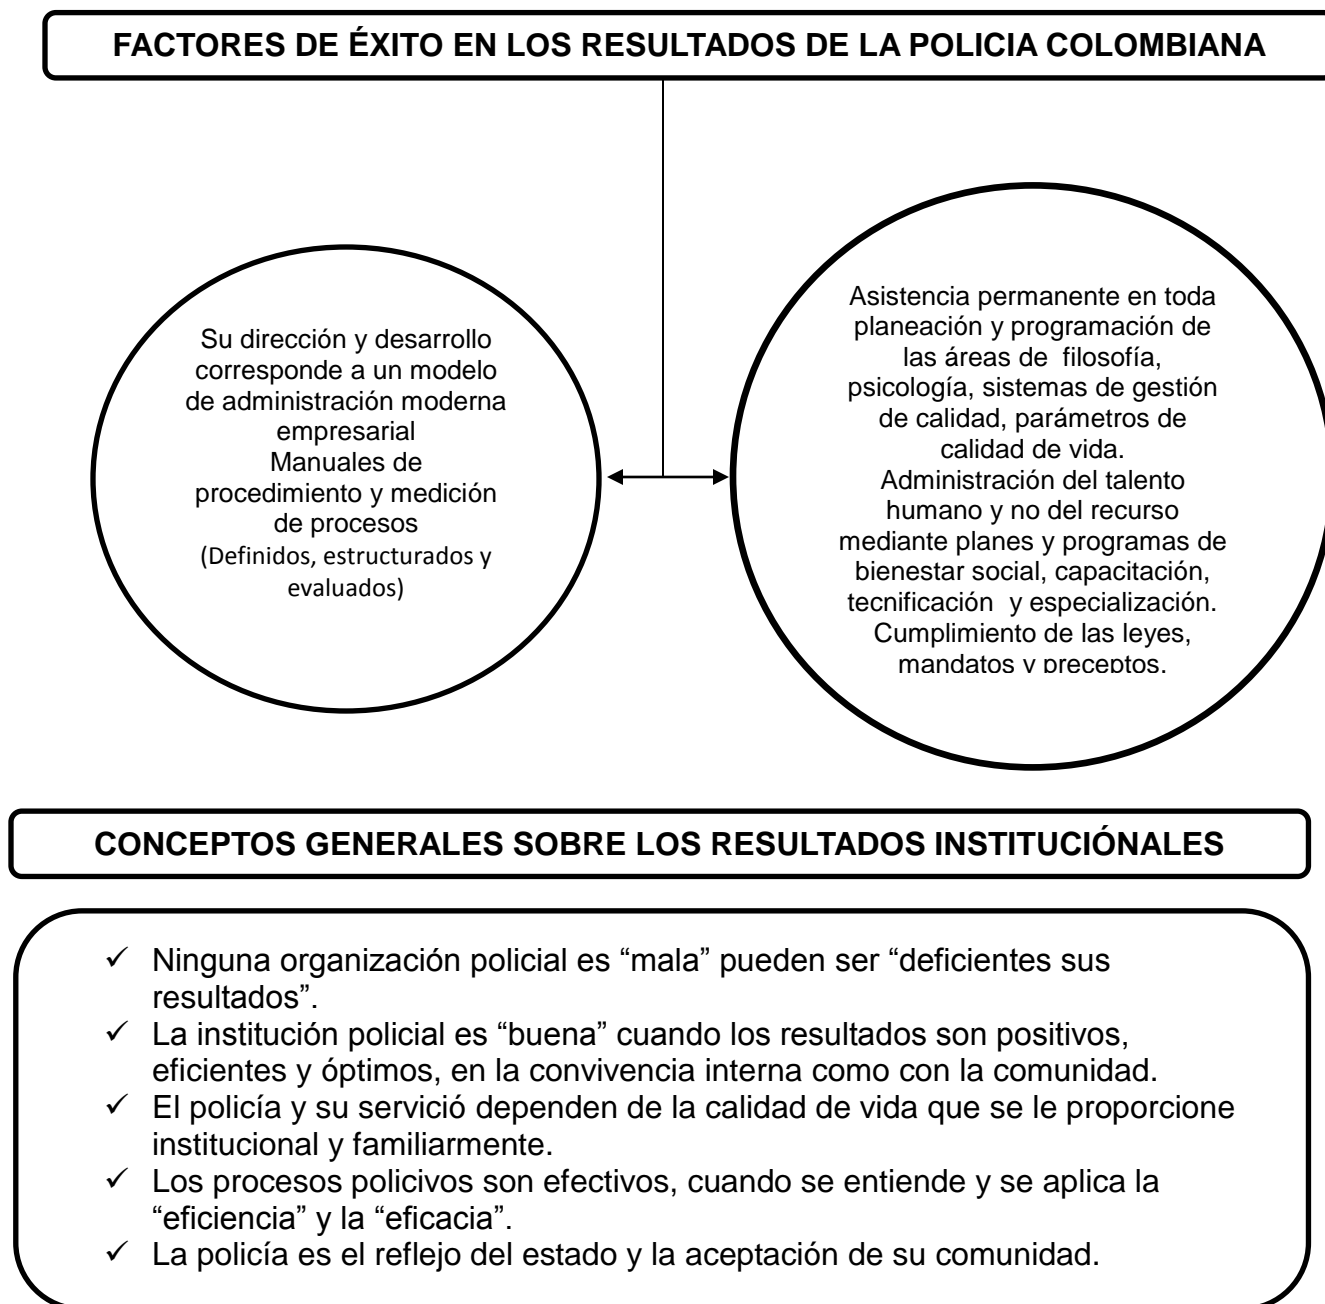 FACTORES DE ÉXITO EN LOS RESULTADOS DE LA POLICIA COLOMBIANA
Su dirección y desarrollo
corresponde a un modelo
de administración moderna
empresarial
Manuales de
procedimiento y medición
de procesos
(Definidos, estructurados y
evaluados)
Asistencia permanente en toda
planeación y programación de
las áreas de filosofía,
psicología, sistemas de gestión
de calidad, parámetros de
calidad de vida.
Administración del talento
humano y no del recurso
mediante planes y programas de
bienestar social, capacitación,
tecnificación y especialización.
Cumplimiento de las leyes,
mandatos y preceptos.
CONCEPTOS GENERALES SOBRE LOS RESULTADOS INSTITUCIÓNALES
✓ Ninguna organización policial es “mala” pueden ser “deficientes sus
resultados”.
✓ La institución policial es “buena” cuando los resultados son positivos,
eficientes y óptimos, en la convivencia interna como con la comunidad.
✓ El policía y su servició dependen de la calidad de vida que se le proporcione
institucional y familiarmente.
✓ Los procesos policivos son efectivos, cuando se entiende y se aplica la
“eficiencia” y la “eficacia”.
✓ La policía es el reflejo del estado y la aceptación de su comunidad.